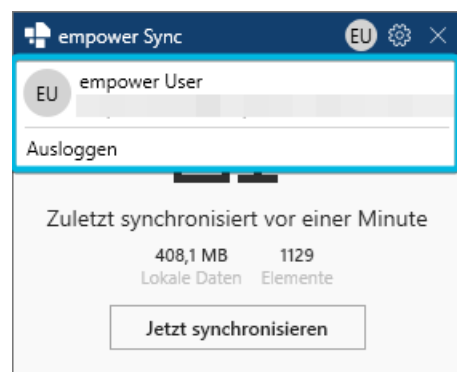 empower Sync EU
EU empower User
Ausloggen
Zuletzt synchronisiert vor einer Minute
408,1 MB 1129
Lokale Daten Elemente
Jetzt synchronisieren